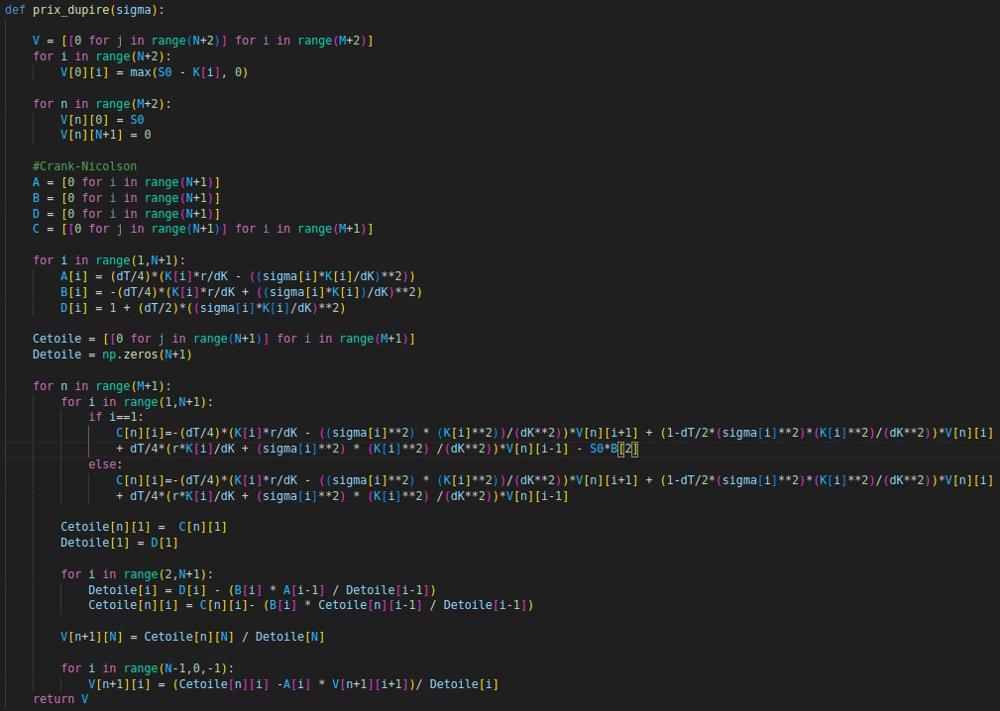 def prix_dupire(sigma):
    V = [[0 for j in range(N+2)] for i in range(M+2)]
    for i in range(N+2):
        V[0][i] = max(S0 - K[i], 0)
    for n in range(M+2):
        V[n][0] = S0
        V[n][N+1] = 0
    #Crank-Nicolson
    A = [0 for i in range(N+1)]
    B = [0 for i in range(N+1)]
    D = [0 for i in range(N+1)]
    C = [[0 for j in range(N+1)] for i in range(M+1)]
    for i in range(1,N+1):
        A[i] = (dT/4)*(K[i]*r/dK - ((sigma[i]*K[i]/dK)**2))
        B[i] = -(dT/4)*(K[i]*r/dK + ((sigma[i]*K[i])/dK)**2)
        D[i] = 1 + (dT/2)*((sigma[i]*K[i]/dK)**2)
    Cetoile = [[0 for j in range(N+1)] for i in range(M+1)]
    Detoile = np.zeros(N+1)
    for n in range(M+1):
        for i in range(1,N+1):
            if i==1:
                C[n][i]=-(dT/4)*(K[i]*r/dK - ((sigma[i]**2) * (K[i]**2))/(dK**2))*V[n][i+1] + (1-dT/2*(sigma[i]**2)*(K[i]**2)/(dK**2))*V[n][i]
                + dT/4*(r*K[i]/dK + (sigma[i]**2) * (K[i]**2) /(dK**2))*V[n][i-1] - S0*B[2]
            else:
                C[n][i]=-(dT/4)*(K[i]*r/dK - ((sigma[i]**2) * (K[i]**2))/(dK**2))*V[n][i+1] + (1-dT/2*(sigma[i]**2)*(K[i]**2)/(dK**2))*V[n][i]
                + dT/4*(r*K[i]/dK + (sigma[i]**2) * (K[i]**2) /(dK**2))*V[n][i-1]
        Cetoile[n][1] =  C[n][1]
        Detoile[1] = D[1]
        for i in range(2,N+1):
            Detoile[i] = D[i] - (B[i] * A[i-1] / Detoile[i-1])
            Cetoile[n][i] = C[n][i]- (B[i] * Cetoile[n][i-1] / Detoile[i-1])
        V[n+1][N] = Cetoile[n][N] / Detoile[N]
        for i in range(N-1,0,-1):
            V[n+1][i] = (Cetoile[n][i] -A[i] * V[n+1][i+1])/ Detoile[i]
    return V